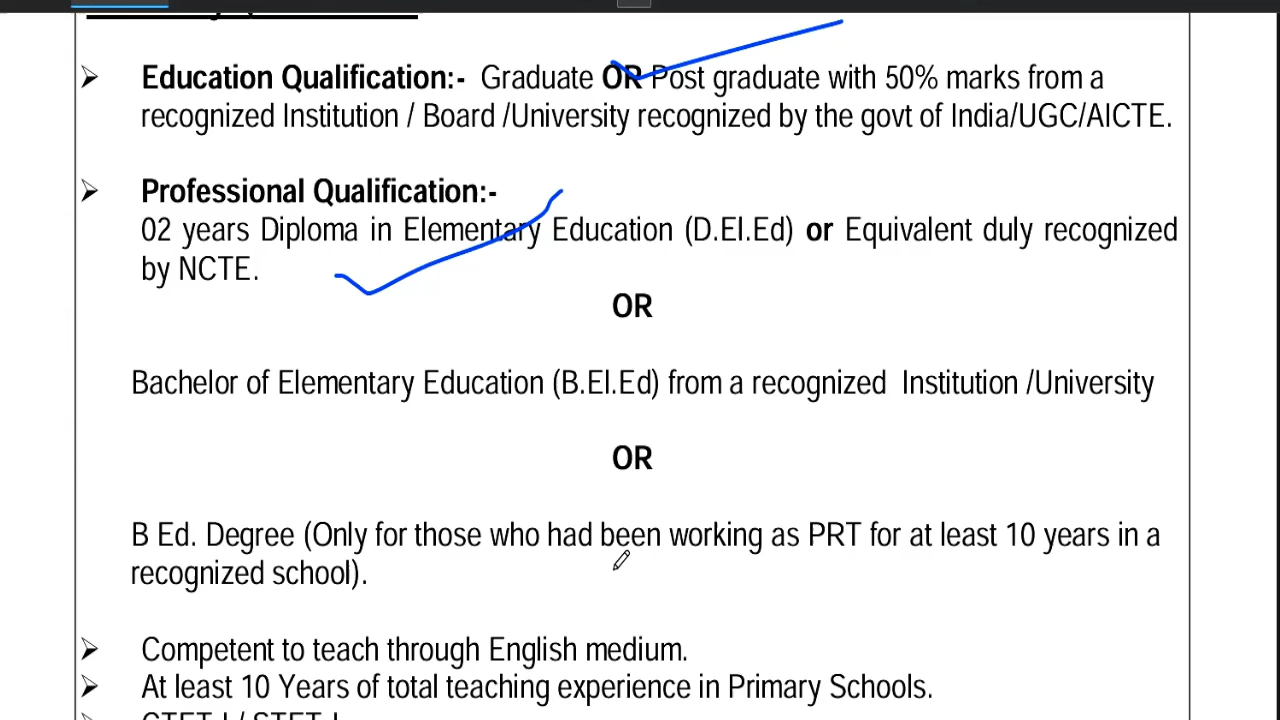 ➢ Education Qualification:- Graduate OR Post graduate with 50% marks from a
recognized Institution / Board /University recognized by the govt of India/UGC/AICTE.
➢ Professional Qualification:-
02 years Diploma in Elementary Education (D.El.Ed) or Equivalent duly recognized
by NCTE.
OR
Bachelor of Elementary Education (B.El.Ed) from a recognized Institution /University
OR
B Ed. Degree (Only for those who had been working as PRT for at least 10 years in a
recognized school).
➢ Competent to teach through English medium.
➢ At least 10 Years of total teaching experience in Primary Schools.